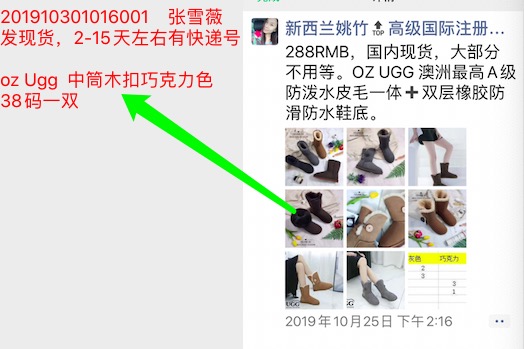 201910301016001 张雪薇
发现货，2-15天左右有快递号
oz Ugg 中筒木扣巧克力色
38码一双
新西兰姚竹🔝高级国际注册...
288RMB，国内现货，大部分
不用等。OZ UGG 澳洲最高A级
防泼水皮毛一体➕双层橡胶防
滑防水鞋底。
灰色 巧克力
2
3
3
1
UGG
UGG
2019年10月25日 下午2:16